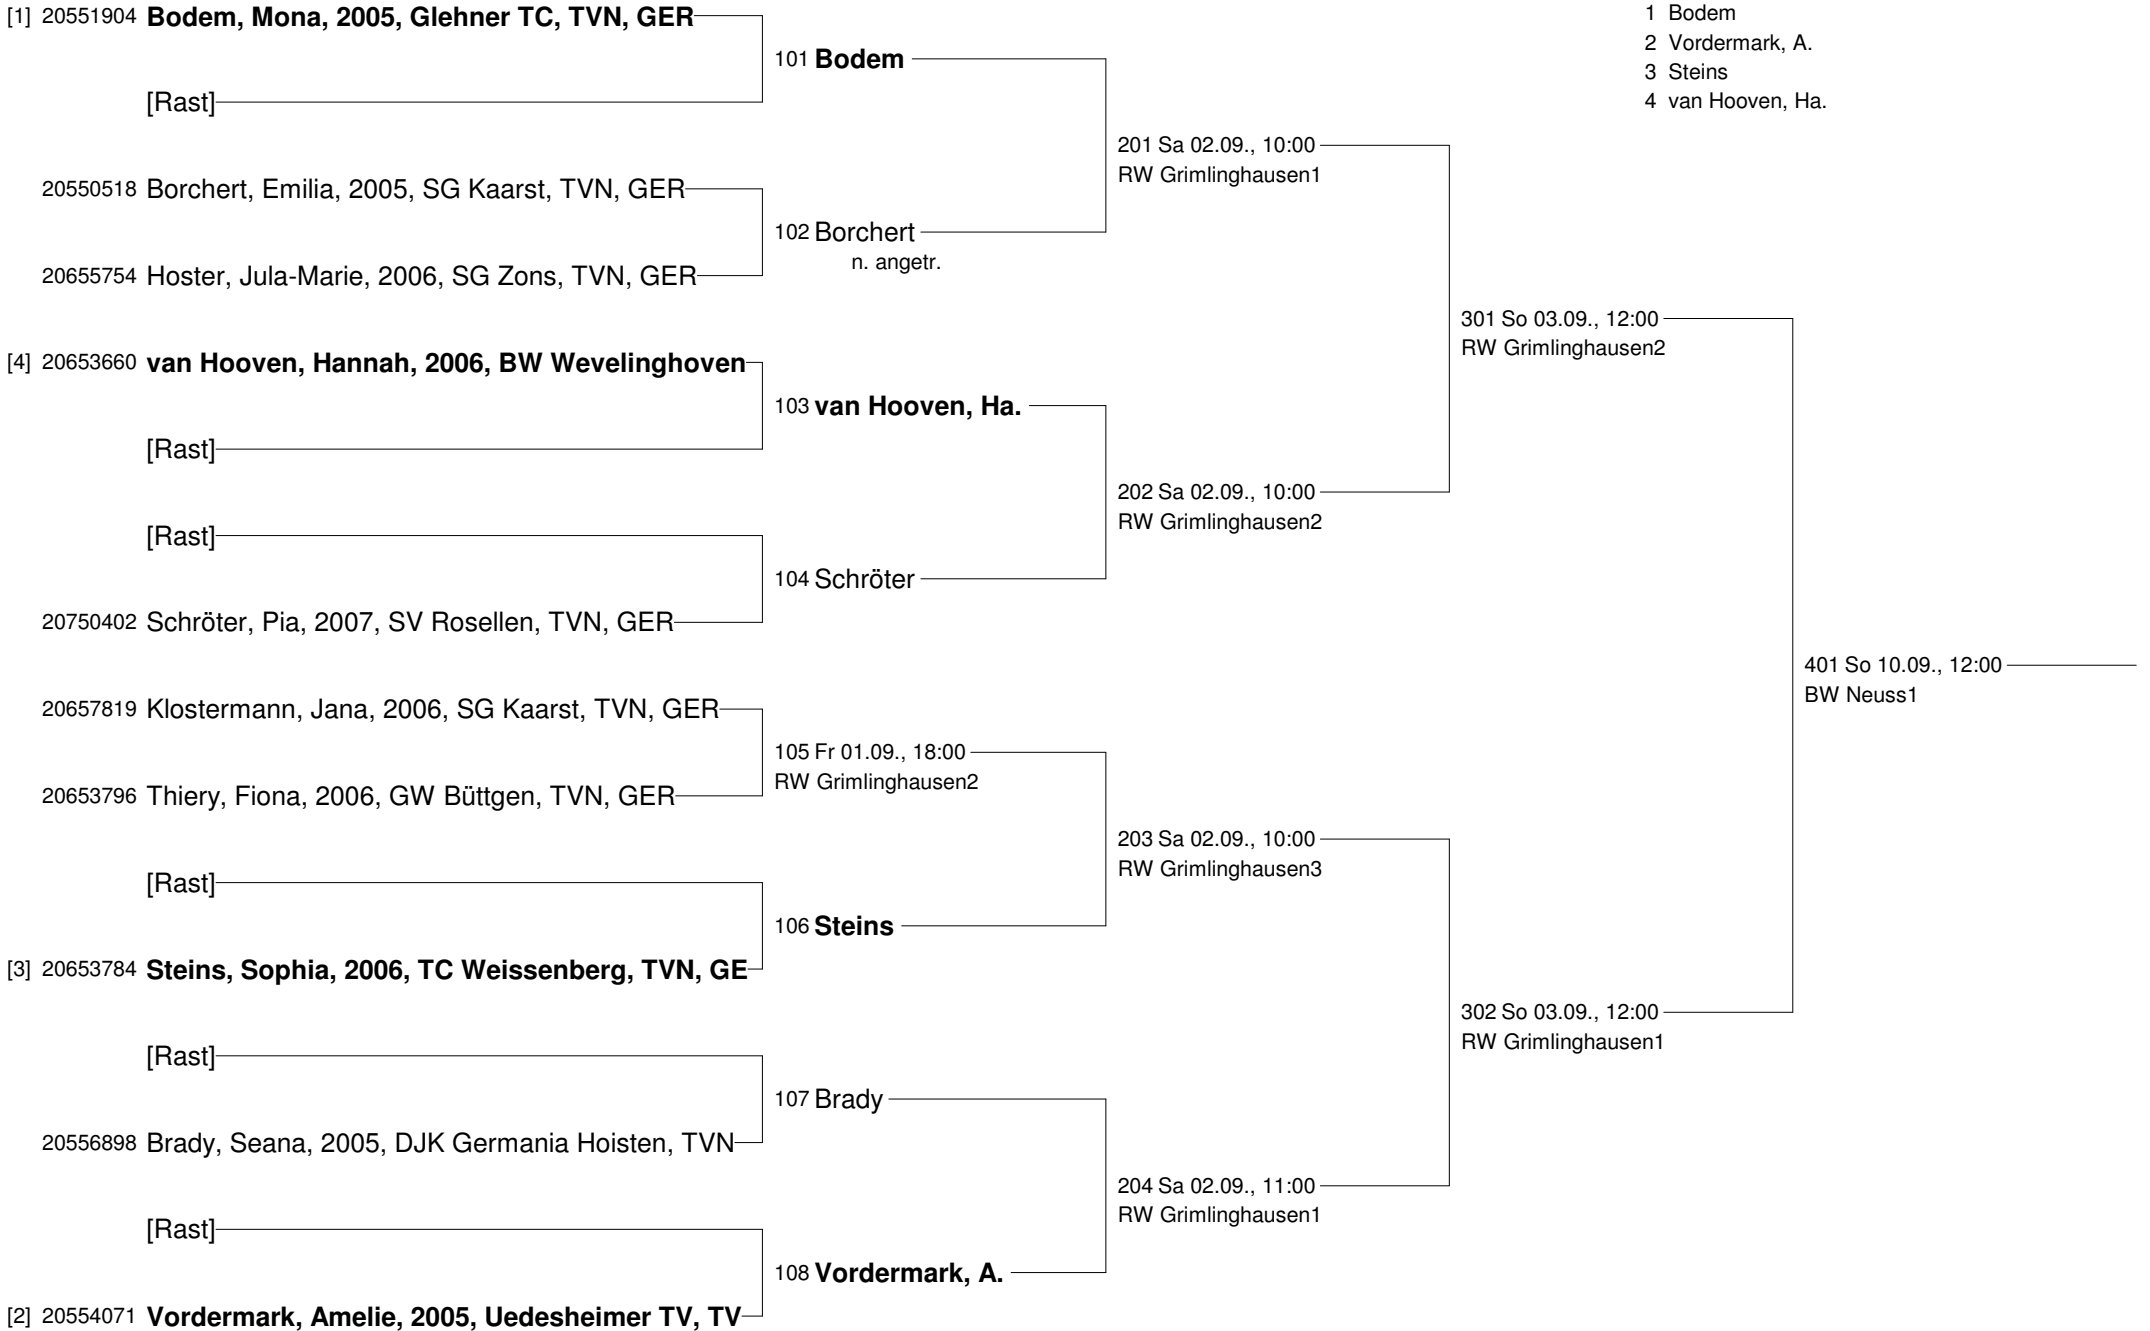 [1] 20551904 Bodem, Mona, 2005, Glehner TC, TVN, GER
[Rast]
20550518 Borchert, Emilia, 2005, SG Kaarst, TVN, GER
20655754 Hoster, Jula-Marie, 2006, SG Zons, TVN, GER
[4] 20653660 van Hooven, Hannah, 2006, BW Wevelinghoven
[Rast]
[Rast]
20750402 Schröter, Pia, 2007, SV Rosellen, TVN, GER
20657819 Klostermann, Jana, 2006, SG Kaarst, TVN, GER
20653796 Thiery, Fiona, 2006, GW Büttgen, TVN, GER
[Rast]
[3] 20653784 Steins, Sophia, 2006, TC Weissenberg, TVN, GE
[Rast]
20556898 Brady, Seana, 2005, DJK Germania Hoisten, TVN
[Rast]
[2] 20554071 Vordermark, Amelie, 2005, Uedesheimer TV, TV
101 Bodem
102 Borchert
n. angetr.
103 van Hooven, Ha.
104 Schröter
105 Fr 01.09., 18:00
RW Grimlinghausen2
106 Steins
107 Brady
108 Vordermark, A.
201 Sa 02.09., 10:00
RW Grimlinghausen1
202 Sa 02.09., 10:00
RW Grimlinghausen2
203 Sa 02.09., 10:00
RW Grimlinghausen3
204 Sa 02.09., 11:00
RW Grimlinghausen1
301 So 03.09., 12:00
RW Grimlinghausen2
302 So 03.09., 12:00
RW Grimlinghausen1
401 So 10.09., 12:00
BW Neuss1
1 Bodem
2 Vordermark, A.
3 Steins
4 van Hooven, Ha.